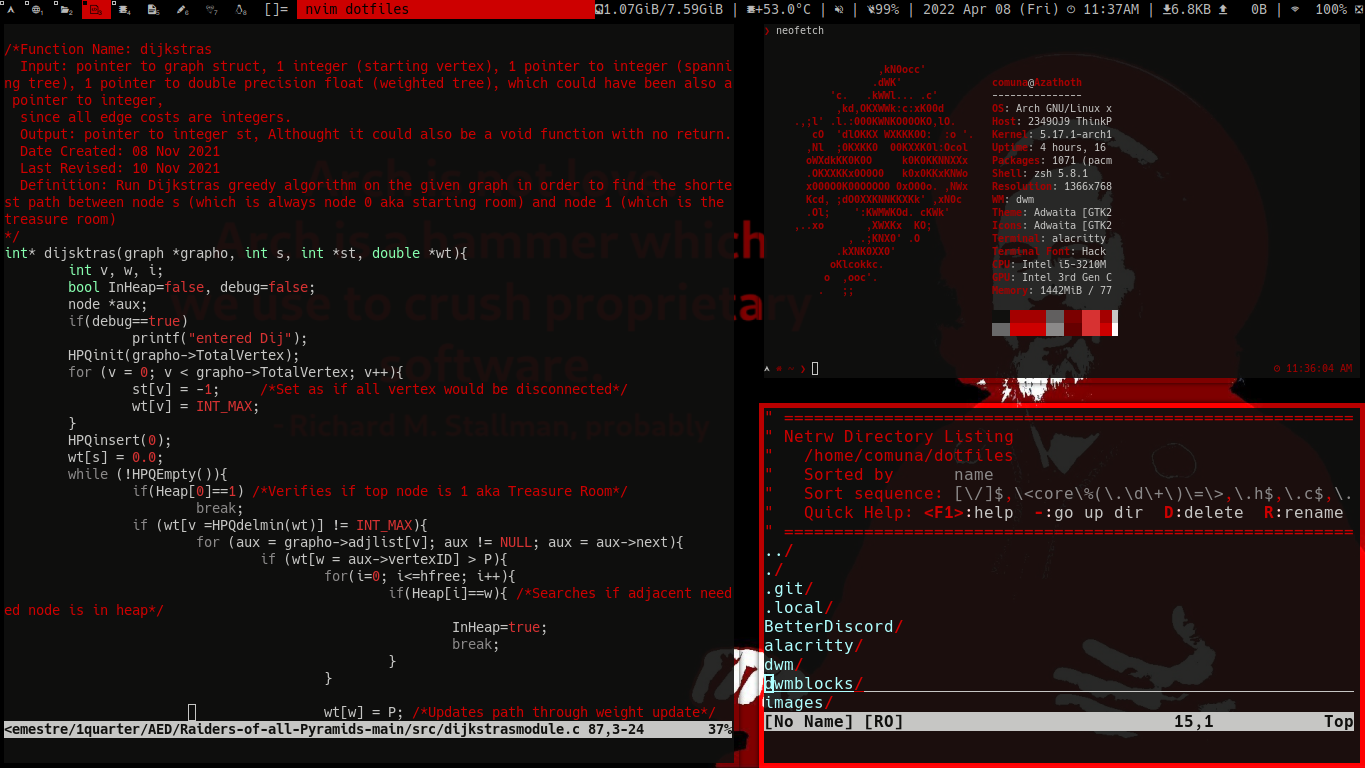 1 2 3 4 5 6 7 8 []= nvim dotfiles 1.07GiB/7.59GiB | +53.0°C | | 99% | 2022 Apr 08 (Fri) 11:37AM | 6.8KB 0B | 100%
/*Function Name: dijkstras
Input: pointer to graph struct, 1 integer (starting vertex), 1 pointer to integer (spanni
ng tree), 1 pointer to double precision float (weighted tree), which could have been also a
pointer to integer,
since all edge costs are integers.
Output: pointer to integer st, Althought it could also be a void function with no return.
Date Created: 08 Nov 2021
Last Revised: 10 Nov 2021
Definition: Run Dijkstras greedy algorithm on the given graph in order to find the shorte
st path between node s (which is always node 0 aka starting room) and node 1 (which is the
treasure room)
*/
int* dijsktras(graph *grapho, int s, int *st, double *wt){
int v, w, i;
bool InHeap=false, debug=false;
node *aux;
if(debug==true)
printf("entered Dij");
HPQinit(grapho->TotalVertex);
for (v = 0; v < grapho->TotalVertex; v++){
st[v] = -1; /*Set as if all vertex would be disconnected*/
wt[v] = INT_MAX;
}
HPQinsert(0);
wt[s] = 0.0;
while (!HPQEmpty()){
if(Heap[0]==1) /*Verifies if top node is 1 aka Treasure Room*/
break;
if (wt[v =HPQdelmin(wt)] != INT_MAX){
for (aux = grapho->adjlist[v]; aux != NULL; aux = aux->next){
if (wt[w = aux->vertexID] > P){
for(i=0; i<=hfree; i++){
if(Heap[i]==w){ /*Searches if adjacent need
ed node is in heap*/
InHeap=true;
break;
}
}
wt[w] = P; /*Updates path through weight update*/
<emestre/1quarter/AED/Raiders-of-all-Pyramids-main/src/dijkstrasmodule.c 87,3-24 37%
which
we use to crush proprietary
software.
-Richard M. Stallman, probably
❯ neofetch
comuna@Azathoth
---------------
OS: Arch GNU/Linux x
Host: 2349OJ9 ThinkP
Kernel: 5.17.1-arch1
Uptime: 4 hours, 16
Packages: 1071 (pacm
Shell: zsh 5.8.1
Resolution: 1366x768
WM: dwm
Theme: Adwaita [GTK2
Icons: Adwaita [GTK2
Terminal: alacritty
Terminal Font: Hack
CPU: Intel i5-3210M
GPU: Intel 3rd Gen C
Memory: 1442MiB / 77
~ ❯ 11:36:04 AM
" =========================================================
" Netrw Directory Listing
" /home/comuna/dotfiles
" Sorted by name
" Sort sequence: [\/]$,\<core\%(\.\d\+\)\=\>,\.h$,\.c$,\.
" Quick Help: <F1>:help -:go up dir D:delete R:rename
" =========================================================
../
./
.git/
.local/
BetterDiscord/
alacritty/
dwm/
dwmblocks/
images/
[No Name] [RO] 15,1 Top